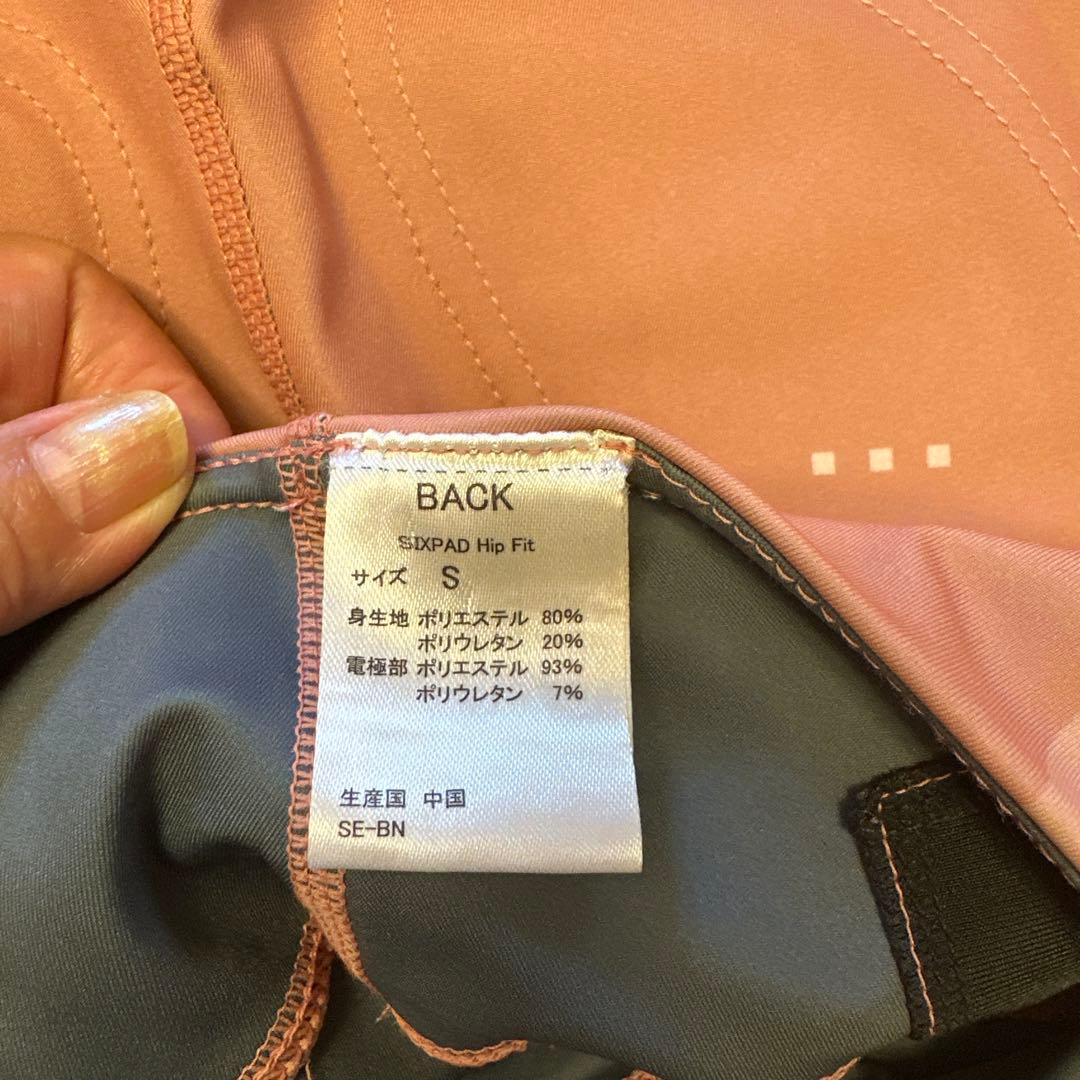 BACK
SIXPAD Hip Fit
サイズ S
身生地 ポリエステル 80%
ポリウレタン 20%
電極部 ポリエステル 93%
ポリウレタン 7%
生産国 中国
SE-BN